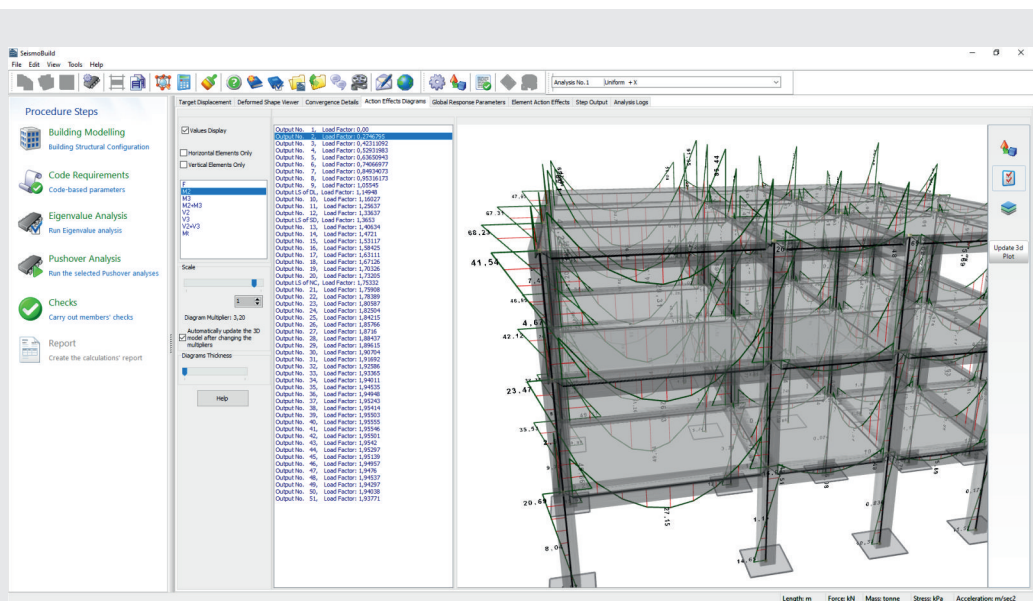 SeismoBuild
File Edit View Tools Help
Analysis No.1 Uniform +X
Procedure Steps
Building Modelling
Building Structural Configuration
Code Requirements
Code-based parameters
Eigenvalue Analysis
Run Eigenvalue analysis
Pushover Analysis
Run the selected Pushover analyses
Checks
Carry out members' checks
Report
Create the calculations' report
Target Displacement Deformed Shape Viewer Convergence Details Action Effects Diagrams Global Response Parameters Element Action Effects Step Output Analysis Logs
Values Display
Horizontal Elements Only
Vertical Elements Only
F
M2
M3
M2+M3
V2
V3
V2+V3
Mt
Scale
1
Diagram Multiplier: 3,20
Automatically update the 3D
model after changing the
multipliers
Diagrams Thickness
Help
Output No. 1, Load Factor: 0,00
Output No. 2, Load Factor: 0,2746795
Output No. 3, Load Factor: 0,42311092
Output No. 4, Load Factor: 0,52931983
Output No. 5, Load Factor: 0,63650943
Output No. 6, Load Factor: 0,74066977
Output No. 7, Load Factor: 0,84934073
Output No. 8, Load Factor: 0,95316173
Output No. 9, Load Factor: 1,05545
Output LS of DL, Load Factor: 1,14948
Output No. 10, Load Factor: 1,16027
Output No. 11, Load Factor: 1,25637
Output No. 12, Load Factor: 1,33637
Output LS of SD, Load Factor: 1,3653
Output No. 13, Load Factor: 1,40634
Output No. 14, Load Factor: 1,4721
Output No. 15, Load Factor: 1,53117
Output No. 16, Load Factor: 1,58425
Output No. 17, Load Factor: 1,63111
Output No. 18, Load Factor: 1,67126
Output No. 19, Load Factor: 1,70326
Output No. 20, Load Factor: 1,73205
Output LS of NC, Load Factor: 1,75332
Output No. 21, Load Factor: 1,75908
Output No. 22, Load Factor: 1,78389
Output No. 23, Load Factor: 1,80587
Output No. 24, Load Factor: 1,82504
Output No. 25, Load Factor: 1,84215
Output No. 26, Load Factor: 1,85766
Output No. 27, Load Factor: 1,8716
Output No. 28, Load Factor: 1,88437
Output No. 29, Load Factor: 1,89615
Output No. 30, Load Factor: 1,90704
Output No. 31, Load Factor: 1,91692
Output No. 32, Load Factor: 1,92586
Output No. 33, Load Factor: 1,93365
Output No. 34, Load Factor: 1,94011
Output No. 35, Load Factor: 1,94535
Output No. 36, Load Factor: 1,94948
Output No. 37, Load Factor: 1,95243
Output No. 38, Load Factor: 1,95414
Output No. 39, Load Factor: 1,95503
Output No. 40, Load Factor: 1,95555
Output No. 41, Load Factor: 1,95546
Output No. 42, Load Factor: 1,95501
Output No. 43, Load Factor: 1,9542
Output No. 44, Load Factor: 1,95297
Output No. 45, Load Factor: 1,95139
Output No. 46, Load Factor: 1,94957
Output No. 47, Load Factor: 1,9476
Output No. 48, Load Factor: 1,94537
Output No. 49, Load Factor: 1,94297
Output No. 50, Load Factor: 1,94038
Output No. 51, Load Factor: 1,93771
67.31
68.23
41.54
42.12
23.47
20.69
27.15
Update 3d
Plot
Length: m Force: kN Mass: tonne Stress: kPa Acceleration: m/sec2